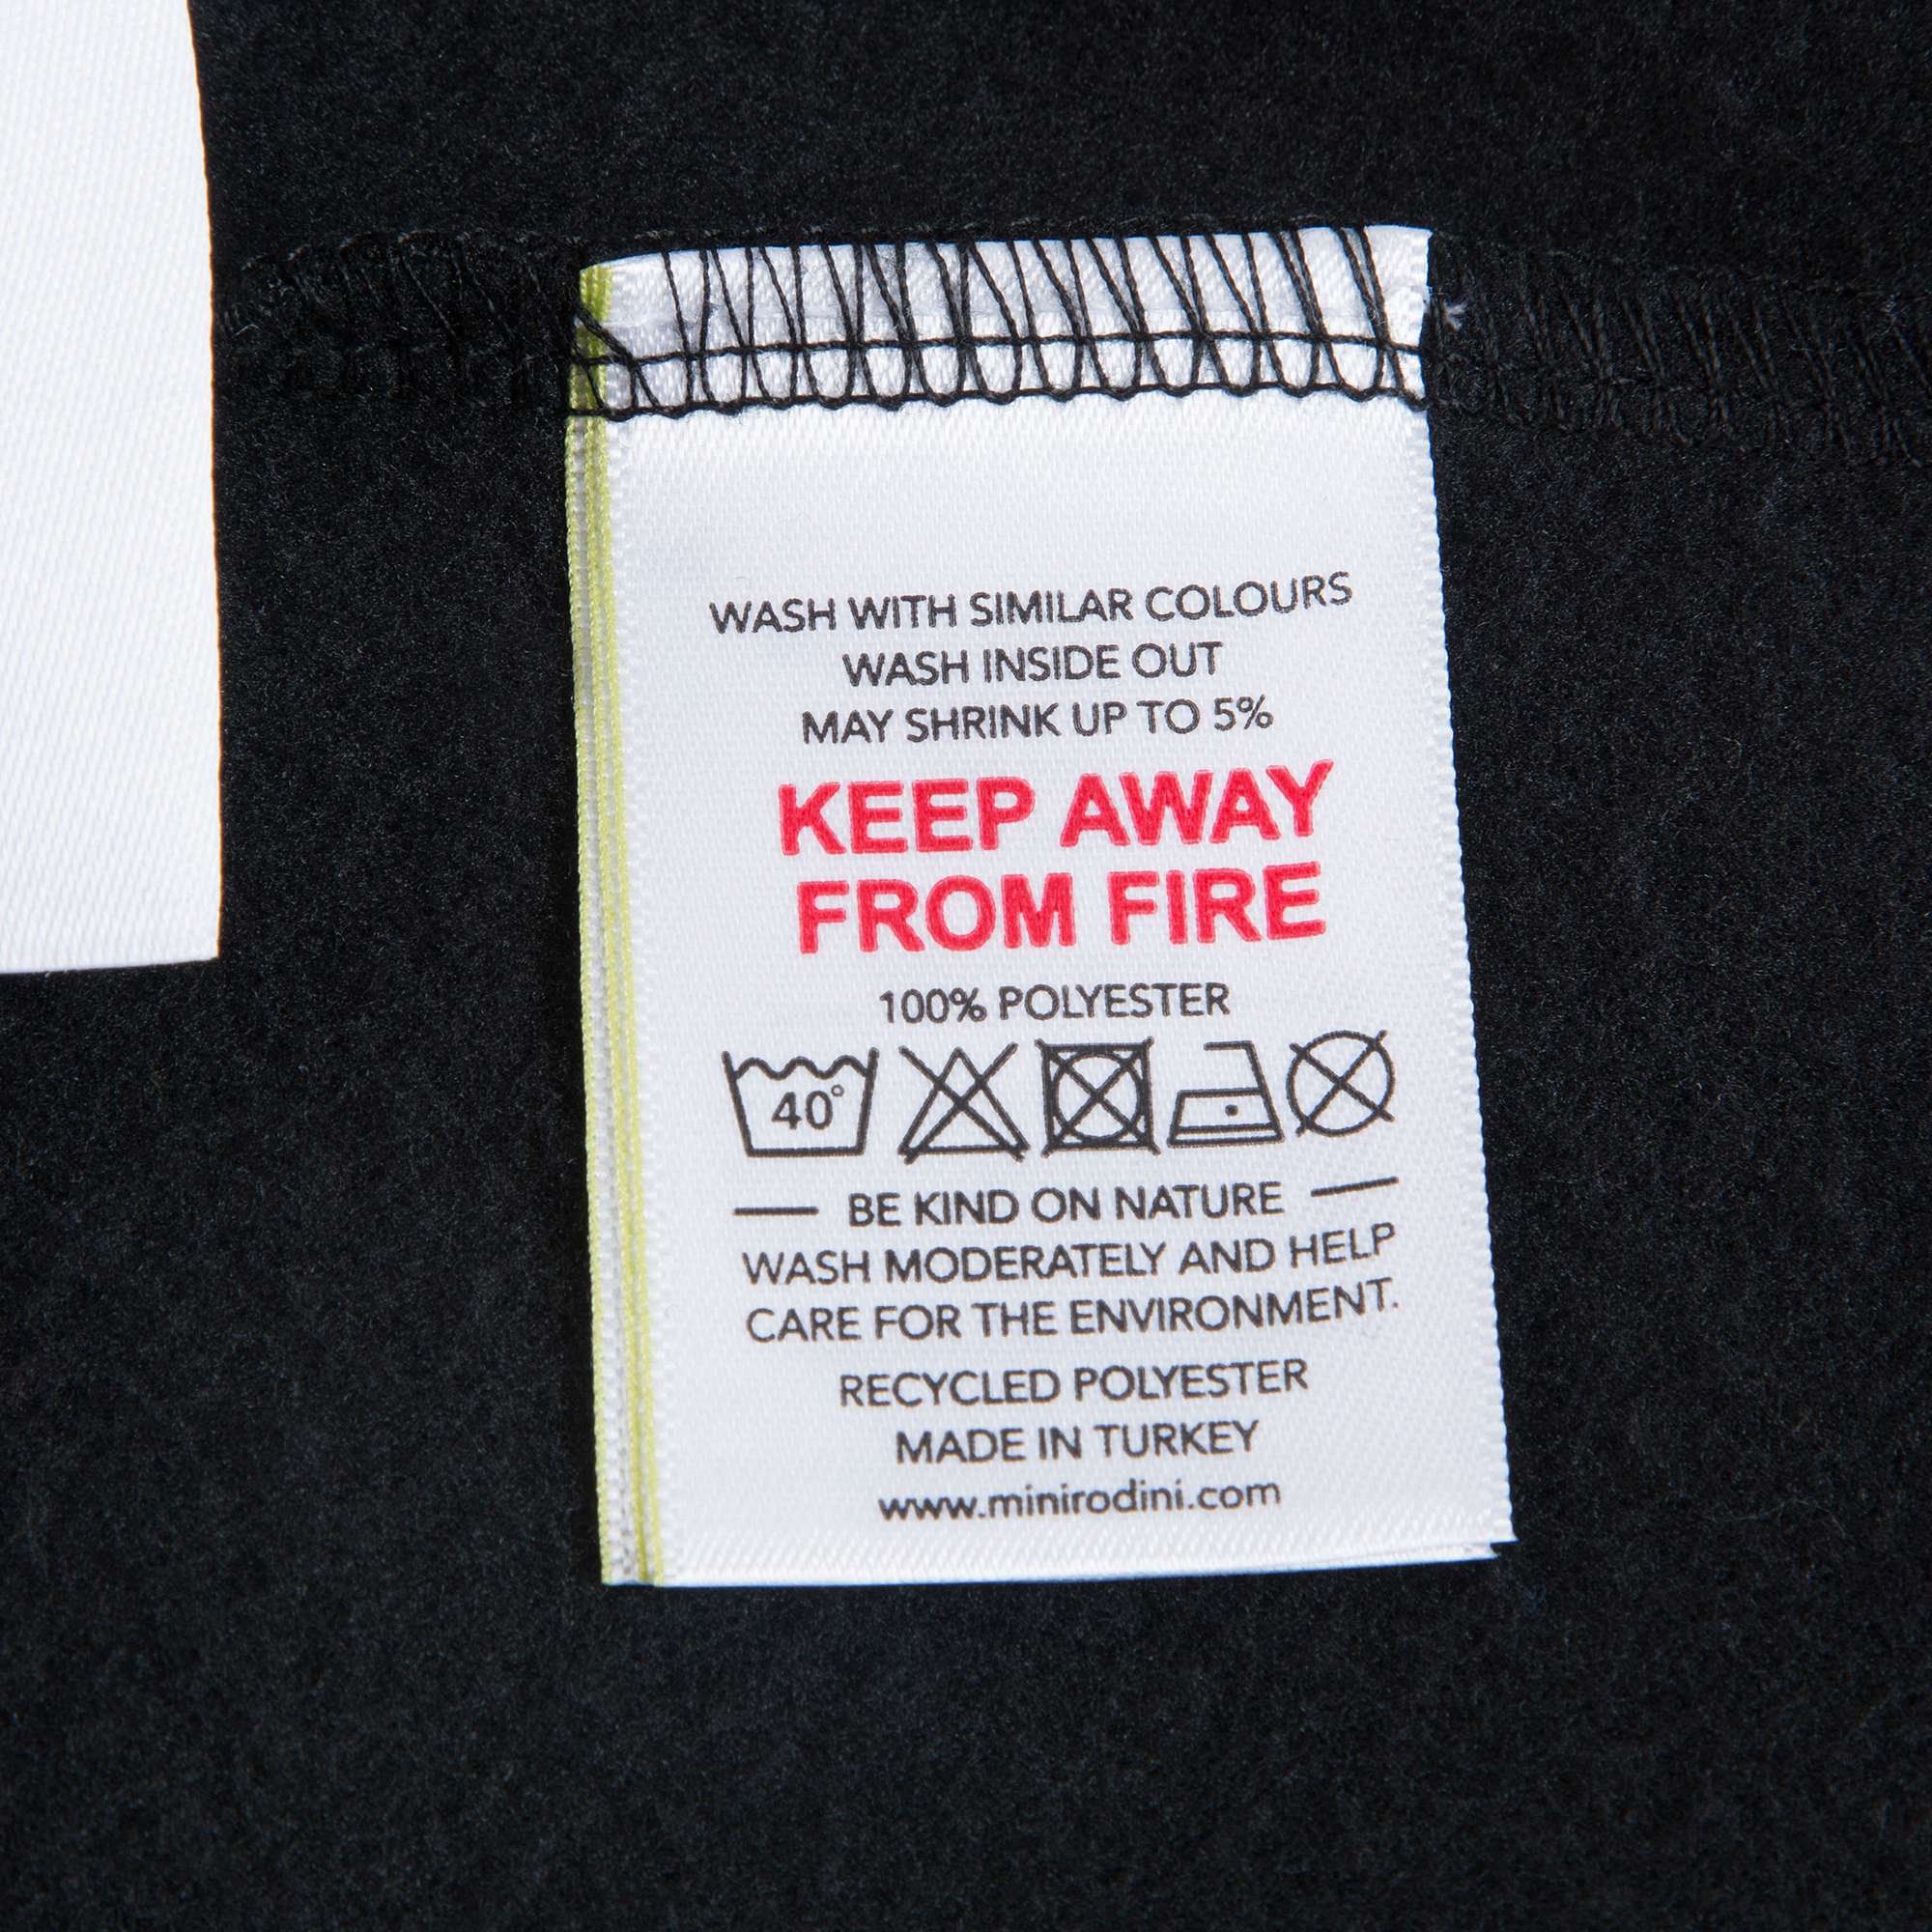 WASH WITH SIMILAR COLOURS
WASH INSIDE OUT
MAY SHRINK UP TO 5%
KEEP AWAY
FROM FIRE
100% POLYESTER
40°
BE KIND ON NATURE
WASH MODERATELY AND HELP
CARE FOR THE ENVIRONMENT.
RECYCLED POLYESTER
MADE IN TURKEY
www.minirodini.com